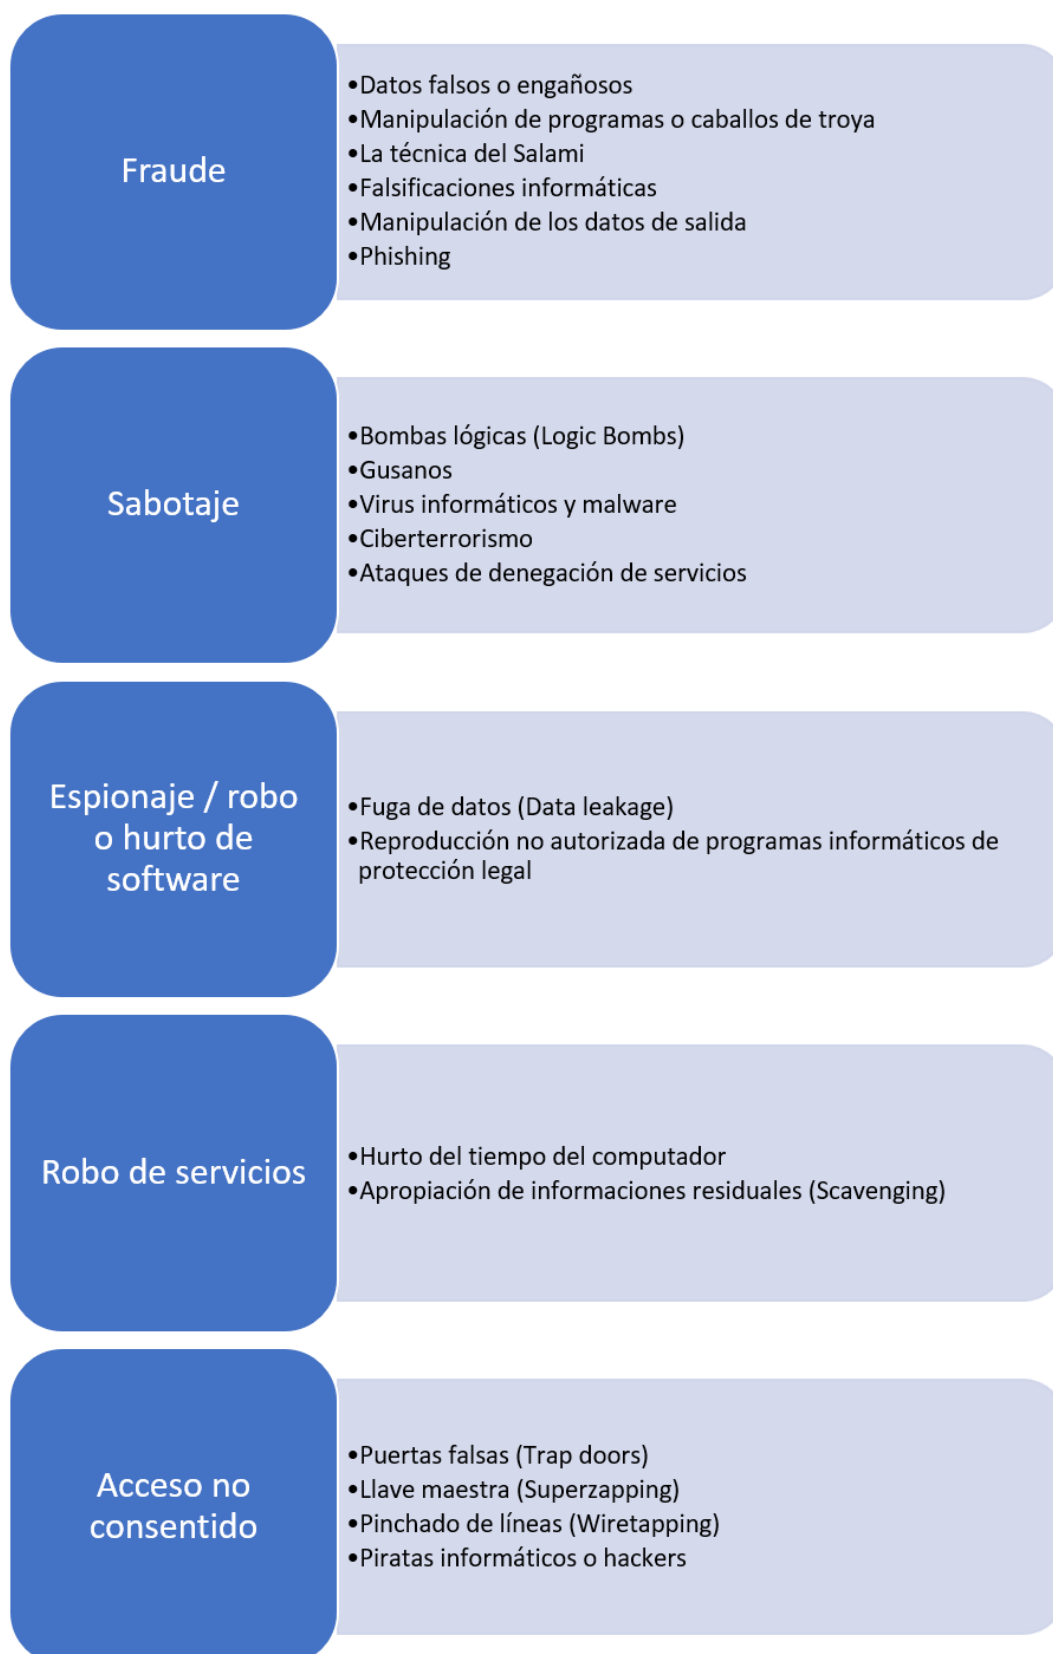 Fraude
•Datos falsos o engañosos
•Manipulación de programas o caballos de troya
•La técnica del Salami
•Falsificaciones informáticas
•Manipulación de los datos de salida
•Phishing
Sabotaje
•Bombas lógicas (Logic Bombs)
•Gusanos
•Virus informáticos y malware
•Ciberterrorismo
•Ataques de denegación de servicios
Espionaje / robo
o hurto de
software
•Fuga de datos (Data leakage)
•Reproducción no autorizada de programas informáticos de
protección legal
Robo de servicios
•Hurto del tiempo del computador
•Apropiación de informaciones residuales (Scavenging)
Acceso no
consentido
•Puertas falsas (Trap doors)
•Llave maestra (Superzapping)
•Pinchado de líneas (Wiretapping)
•Piratas informáticos o hackers